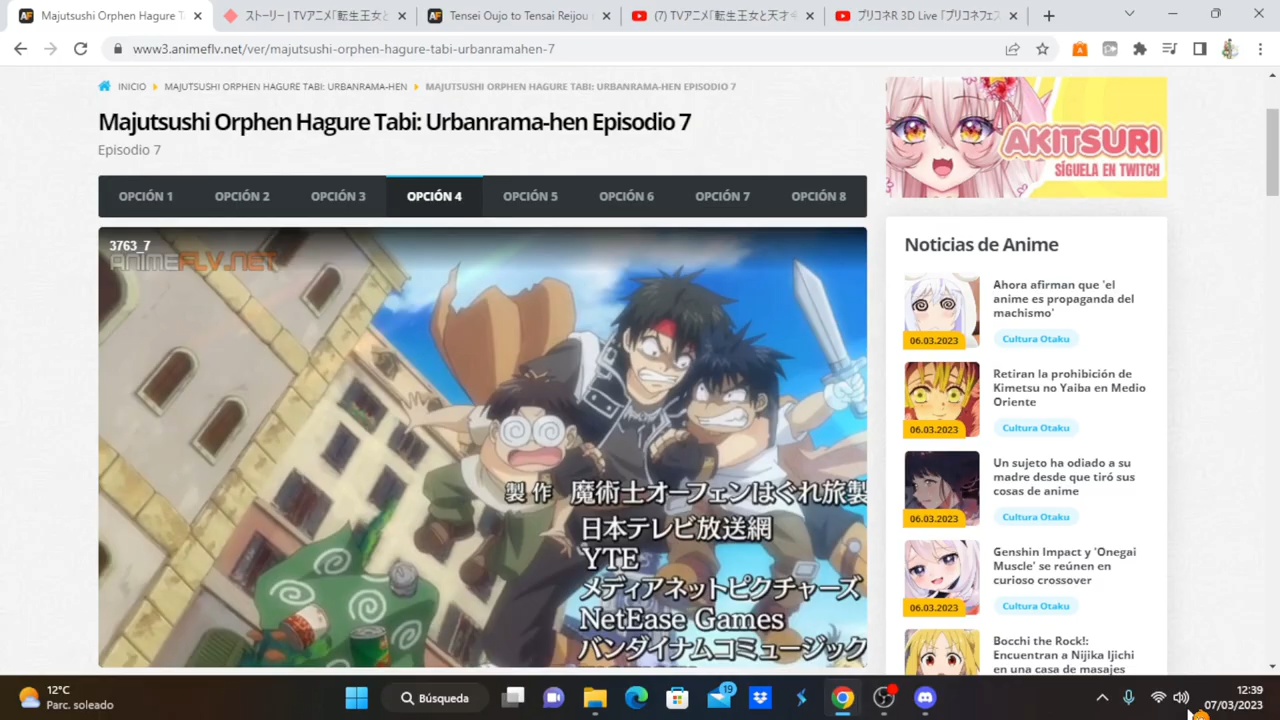 Majutsushi Orphen Hagure T
ストーリー | TVアニメ「転生王女と
Tensei Oujo to Tensai Reijou n
(7) TVアニメ「転生王女と天才令
プリコネR 3D Live「プリコネフェス
www3.animeflv.net/ver/majutsushi-orphen-hagure-tabi-urbanramahen-7
INICIO MAJUTSUSHI ORPHEN HAGURE TABI: URBANRAMA-HEN MAJUTSUSHI ORPHEN HAGURE TABI: URBANRAMA-HEN EPISODIO 7
Majutsushi Orphen Hagure Tabi: Urbanrama-hen Episodio 7
Episodio 7
OPCIÓN 1 OPCIÓN 2 OPCIÓN 3 OPCIÓN 4 OPCIÓN 5 OPCIÓN 6 OPCIÓN 7 OPCIÓN 8
3763_7
ANIMEFLV.NET
製作 魔術士オーフェンはぐれ旅製
日本テレビ放送網
YTE
メディアネットピクチャーズ
NetEase Games
バンダイナムコミュージック
AKITSURI
SÍGUELA EN TWITCH
Noticias de Anime
Ahora afirman que 'el
anime es propaganda del
machismo'
06.03.2023
Cultura Otaku
Retiran la prohibición de
Kimetsu no Yaiba en Medio
Oriente
06.03.2023
Cultura Otaku
Un sujeto ha odiado a su
madre desde que tiró sus
cosas de anime
06.03.2023
Cultura Otaku
Genshin Impact y 'Onegai
Muscle' se reúnen en
curioso crossover
06.03.2023
Cultura Otaku
Bocchi the Rock!:
Encuentran a Nijika Ijichi
en una casa de masajes
12°C
Parc. soleado
Búsqueda
19
12:39
07/03/2023